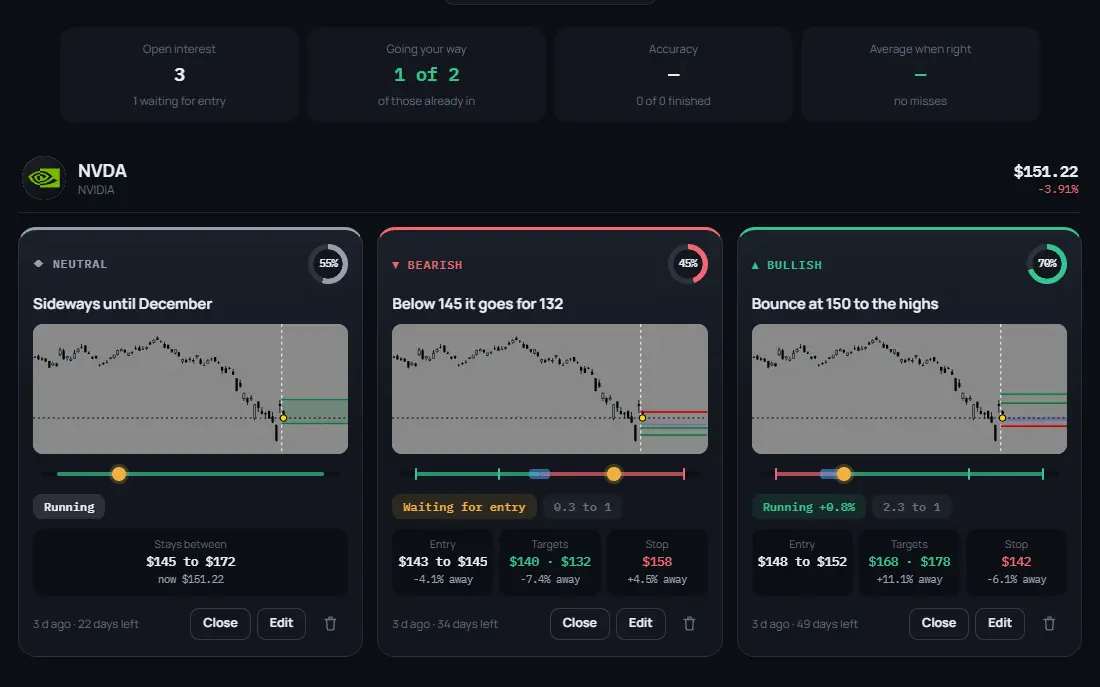 Open interest
3
1 waiting for entry
Going your way
1 of 2
of those already in
Accuracy
—
0 of 0 finished
Average when right
—
no misses
NVDA
NVIDIA
$151.22
-3.91%
◆ NEUTRAL
55%
Sideways until December
Running
Stays between
$145 to $172
now $151.22
3 d ago · 22 days left
Close
Edit
▼ BEARISH
45%
Below 145 it goes for 132
Waiting for entry
0.3 to 1
Entry
$143 to $145
-4.1% away
Targets
$140 · $132
-7.4% away
Stop
$158
+4.5% away
3 d ago · 34 days left
Close
Edit
▲ BULLISH
70%
Bounce at 150 to the highs
Running +0.8%
2.3 to 1
Entry
$148 to $152
Targets
$168 · $178
+11.1% away
Stop
$142
-6.1% away
3 d ago · 49 days left
Close
Edit